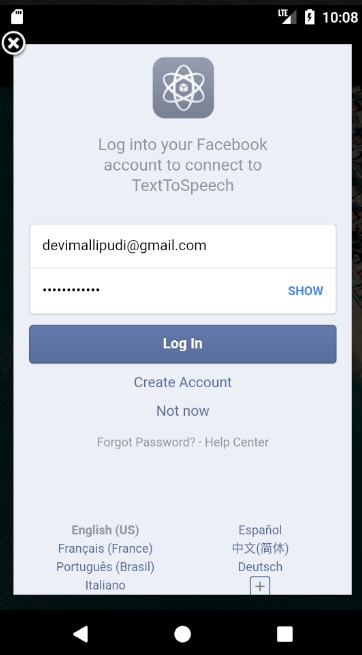 LTE
10:08
Log into your Facebook
account to connect to
TextToSpeech
devimallipudi@gmail.com
••••••••••••
SHOW
Log In
Create Account
Not now
Forgot Password? · Help Center
English (US)
Español
Français (France)
中文(简体)
Português (Brasil)
Deutsch
Italiano
+